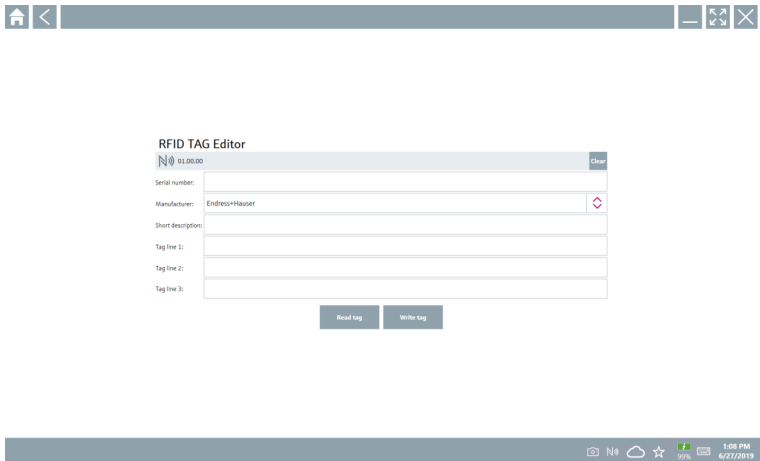 RFID TAG Editor
01.00.00
Clear
Serial number:
Manufacturer: Endress+Hauser
Short description:
Tag line 1:
Tag line 2:
Tag line 3:
Read tag Write tag
1:08 PM
99% 6/27/2019